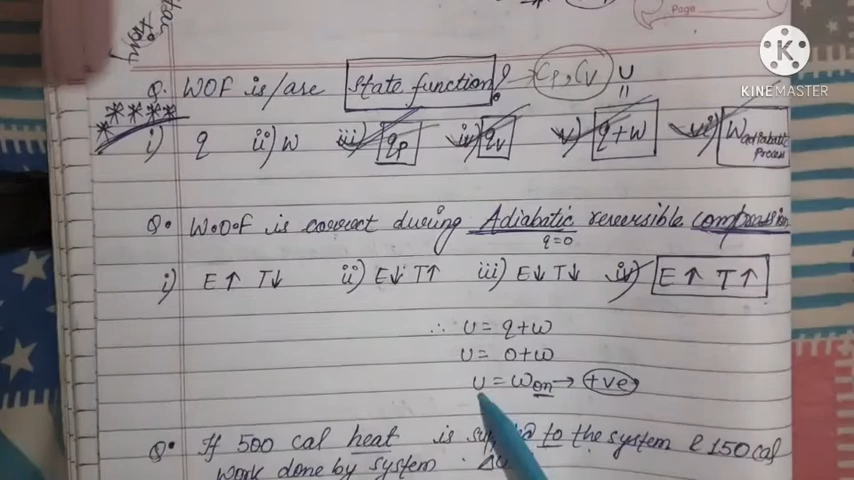 Page
KINEMASTER
Q. WOF is/are State function? → Cp, Cv U
i) q ii) w iii) qp iv) qv v) q+w vi) Wadiabatic process
Q. W.O.F is correct during Adiabatic reversible compression
q=0
i) E↑ T↓ ii) E↓ T↑ iii) E↓ T↓ iv) E↑ T↑
∴ U = q+w
U = 0+w
U = Won → +ve
Q. If 500 cal heat is to the system & 150 cal
work done by system